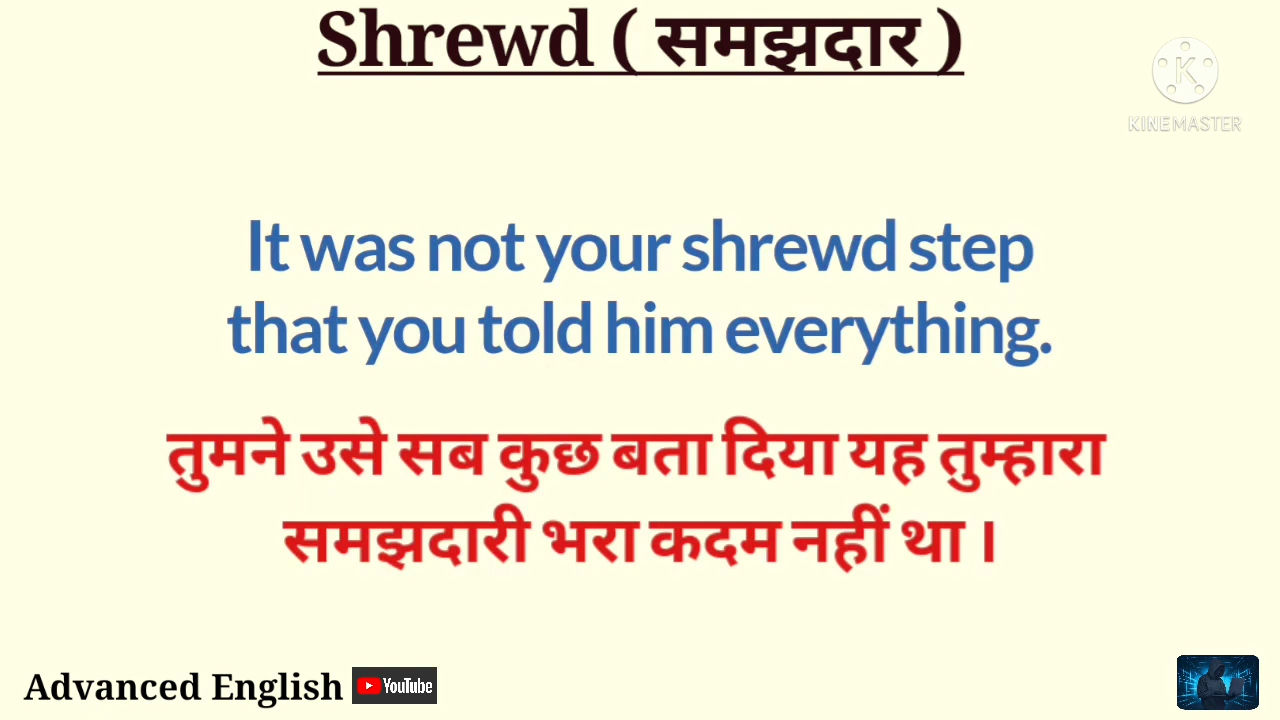 Shrewd ( समझदार )
KINEMASTER
It was not your shrewd step
that you told him everything.
तुमने उसे सब कुछ बता दिया यह तुम्हारा
समझदारी भरा कदम नहीं था ।
Advanced English YouTube